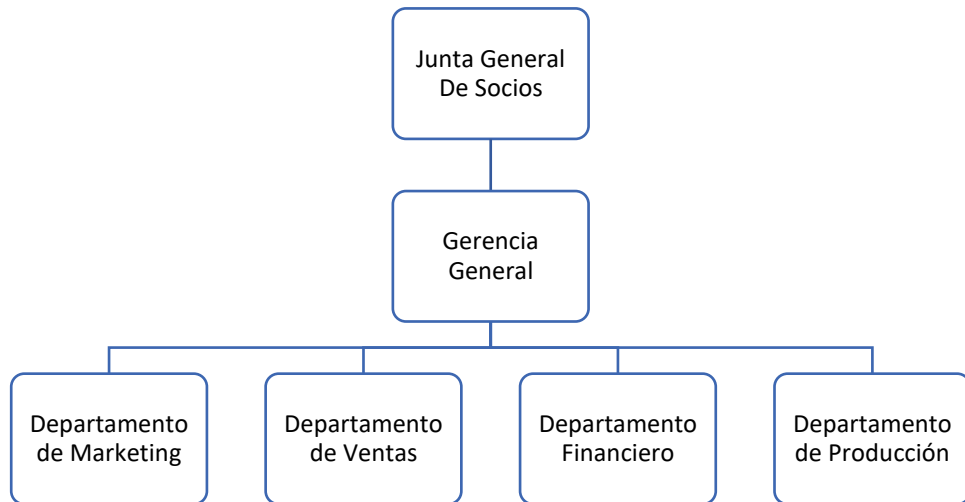 Junta General
De Socios
Gerencia
General
Departamento
de Marketing
Departamento
de Ventas
Departamento
Financiero
Departamento
de Producción